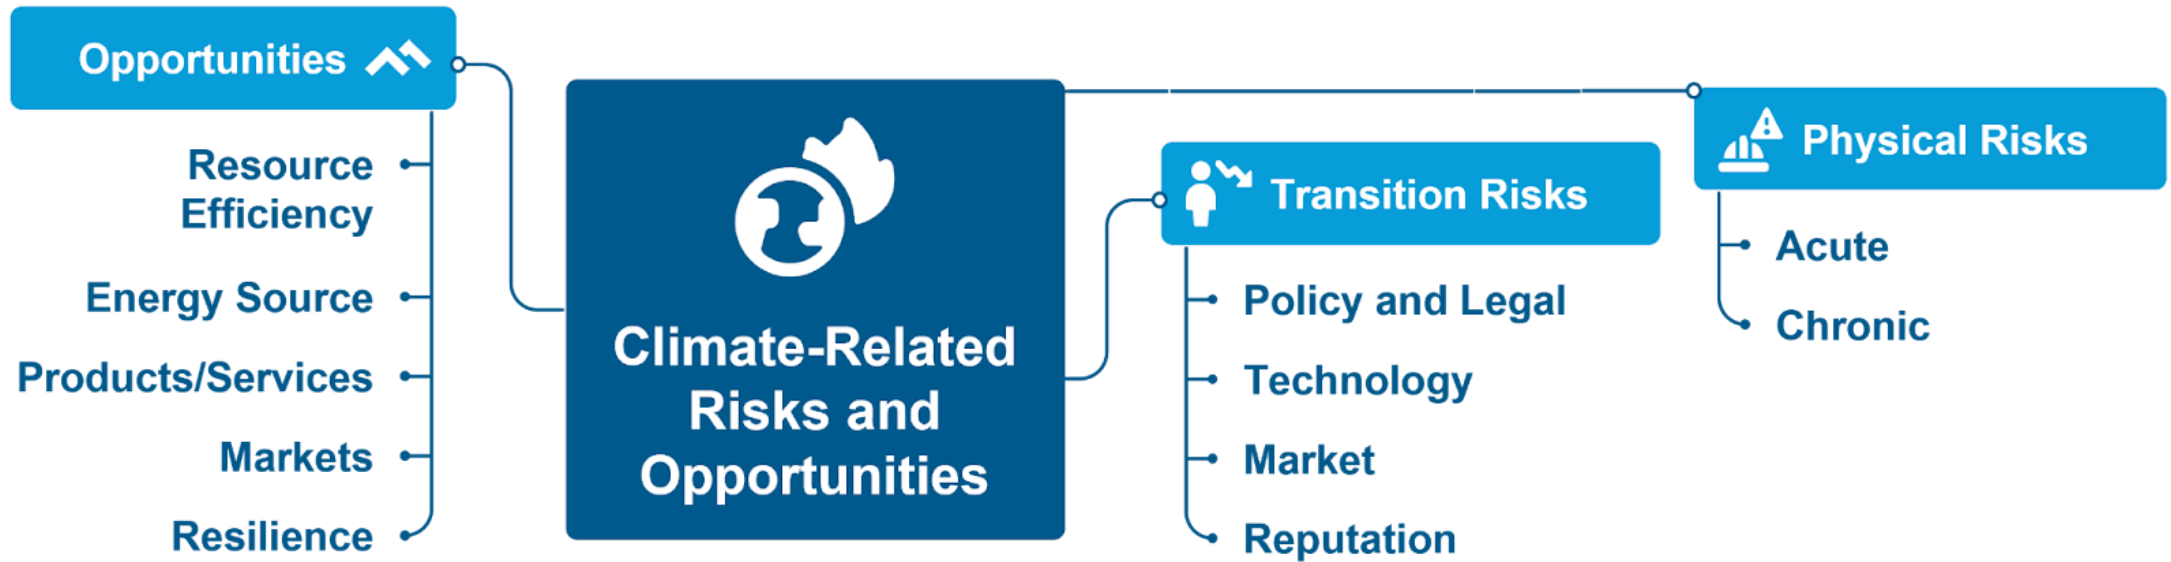 Opportunities
Resource
Efficiency
Energy Source
Products/Services
Markets
Resilience
Climate-Related
Risks and
Opportunities
Transition Risks
Policy and Legal
Technology
Market
Reputation
Physical Risks
Acute
Chronic